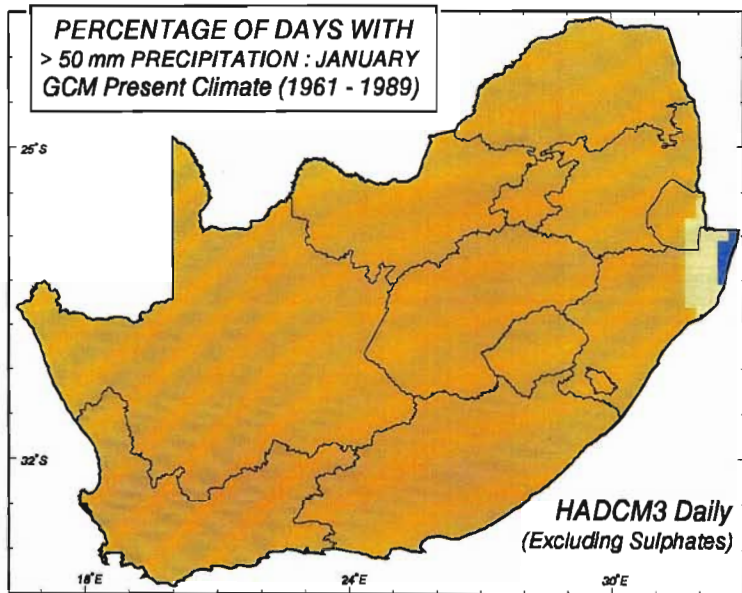 PERCENTAGE OF DAYS WITH
> 50 mm PRECIPITATION : JANUARY
GCM Present Climate (1961 - 1989)
25°S
32°S
HADCM3 Daily
(Excluding Sulphates)
18°E
24°E
30°E